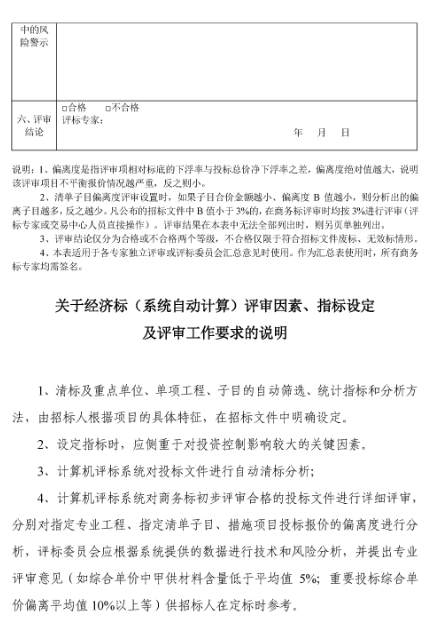 中的风
险警示
六、评审
结论
□合格 □不合格
评标专家：
年 月 日
说明：1、偏离度是指评审项相对标底的下浮率与投标总价净下浮率之差，偏离度绝对值越大，说明
该评审项目不平衡报价情况越严重，反之则小。
2、清单子目偏离度评审设置时，如果子目合价金额越小、偏离度 B 值越小，则分析出的偏
离子目越多，反之越少。凡公布的招标文件中 B 值小于 3%的，在商务标评审时均按 3%进行评审（评
标专家或交易中心人员直接操作）。评审结果在本表中无法全部列出时，则另页单独列出。
3、评审结论仅分为合格或不合格两个等级，不合格仅限于符合招标文件废标、无效标情形。
4、本表适用于各专家独立评审或评标委员会汇总意见时使用。作为汇总表使用时，所有商务
标专家均需签名。
关于经济标（系统自动计算）评审因素、指标设定
及评审工作要求的说明
1、清标及重点单位、单项工程、子目的自动筛选、统计指标和分析方
法，由招标人根据项目的具体特征，在招标文件中明确设定。
2、设定指标时，应侧重于对投资控制影响较大的关键因素。
3、计算机评标系统对投标文件进行自动清标分析；
4、计算机评标系统对商务标初步评审合格的投标文件进行详细评审，
分别对指定专业工程、指定清单子目、措施项目投标报价的偏离度进行分
析，评标委员会应根据系统提供的数据进行技术和风险分析，并提出专业
评审意见（如综合单价中甲供材料含量低于平均值 5%；重要投标综合单
价偏离平均值 10%以上等）供招标人在定标时参考。